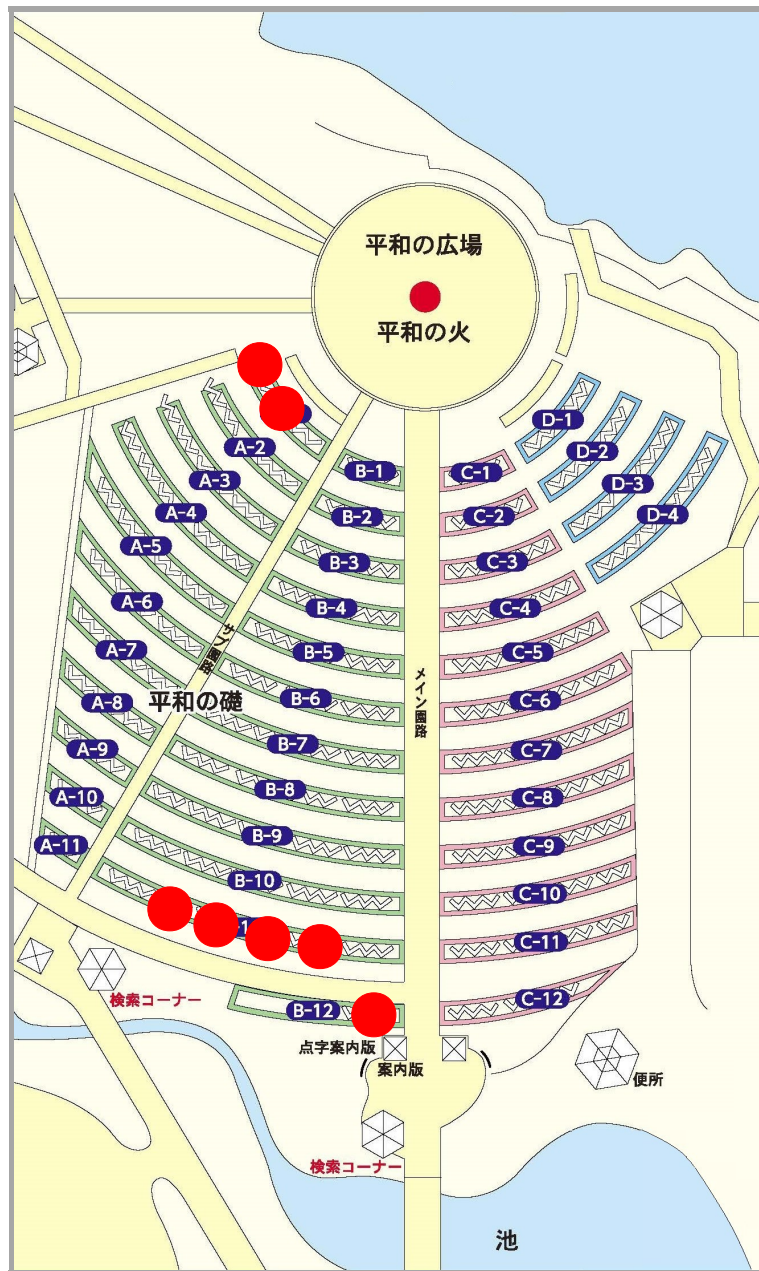 平和の広場
平和の火
D-1
D-2
D-3
D-4
A-2
A-3
A-4
A-5
A-6
A-7
A-8
A-9
A-10
A-11
B-1
B-2
B-3
B-4
B-5
B-6
B-7
B-8
B-9
B-10
B-12
C-1
C-2
C-3
C-4
C-5
C-6
C-7
C-8
C-9
C-10
C-11
C-12
サブ園路
メイン園路
平和の礎
検索コーナー
点字案内版
案内版
便所
検索コーナー
池